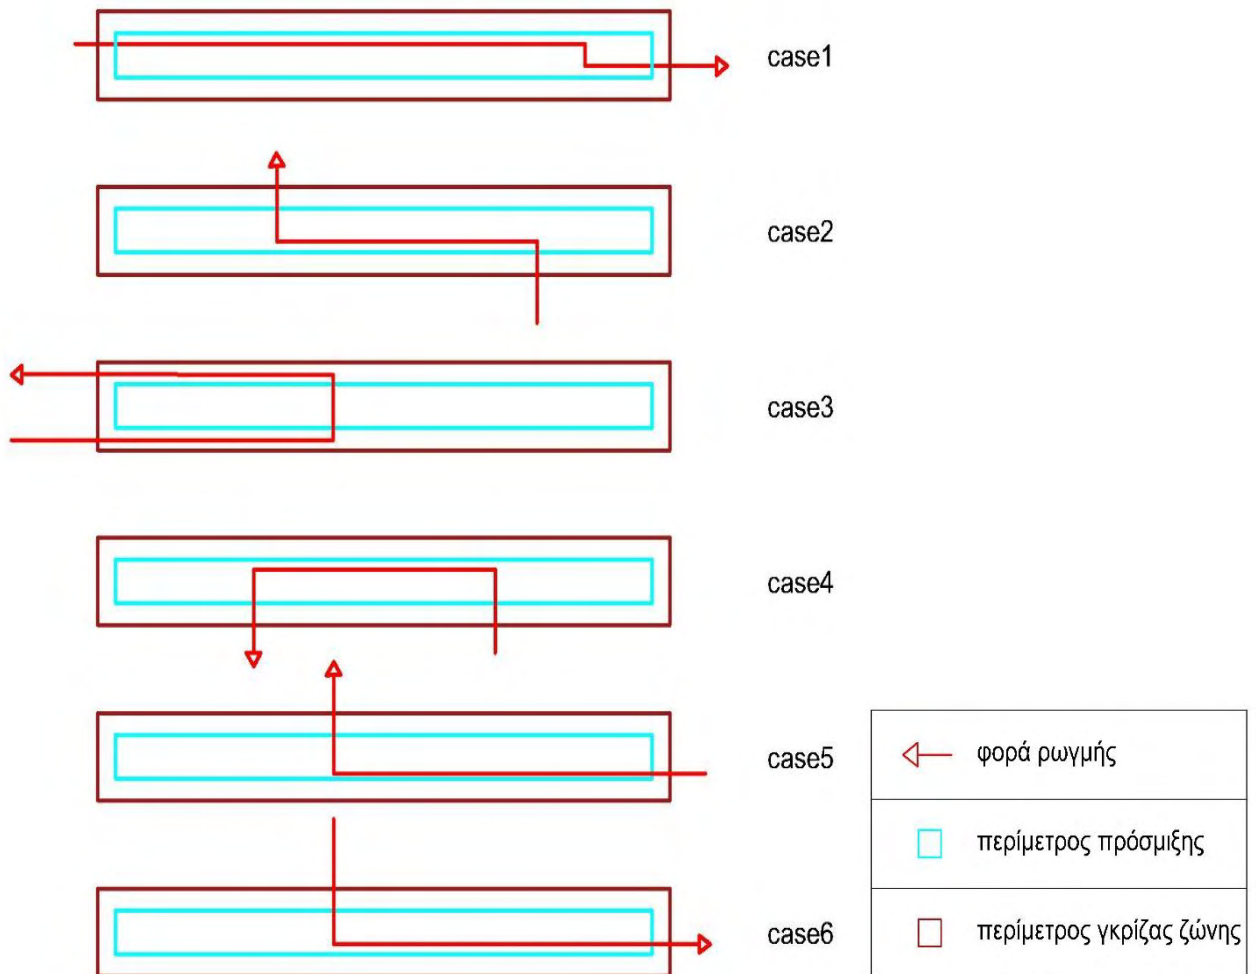 case1
case2
case3
case4
case5
case6
φορά ρωγμής
περίμετρος πρόσμιξης
περίμετρος γκρίζας ζώνης